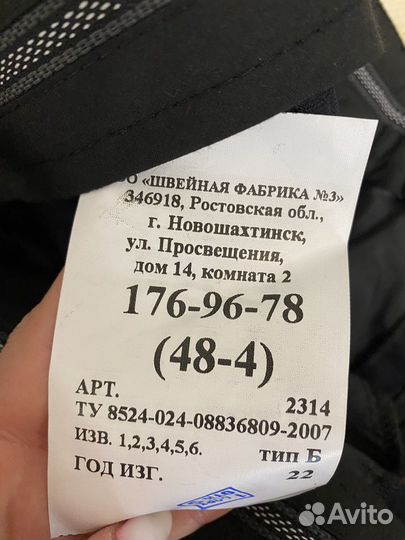 О «ШВЕЙНАЯ ФАБРИКА №3»
346918, Ростовская обл.,
г. Новошахтинск,
ул. Просвещения,
дом 14, комната 2
176-96-78
(48-4)
АРТ. 2314
ТУ 8524-024-08836809-2007
ИЗВ. 1,2,3,4,5,6. тип Б
ГОД ИЗГ. 22
Avito